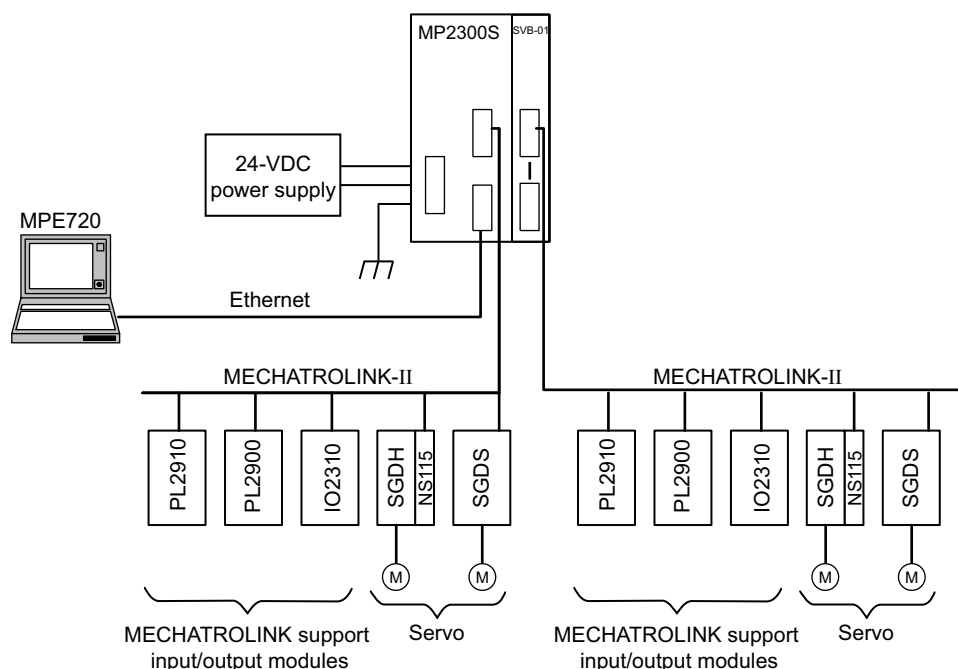 MP2300S
SVB-01
24-VDC
power supply
MPE720
Ethernet
MECHATROLINK-II
MECHATROLINK-II
PL2910
PL2900
IO2310
SGDH
NS115
SGDS
PL2910
PL2900
IO2310
SGDH
NS115
SGDS
M
M
M
M
MECHATROLINK support
input/output modules
Servo
MECHATROLINK support
input/output modules
Servo